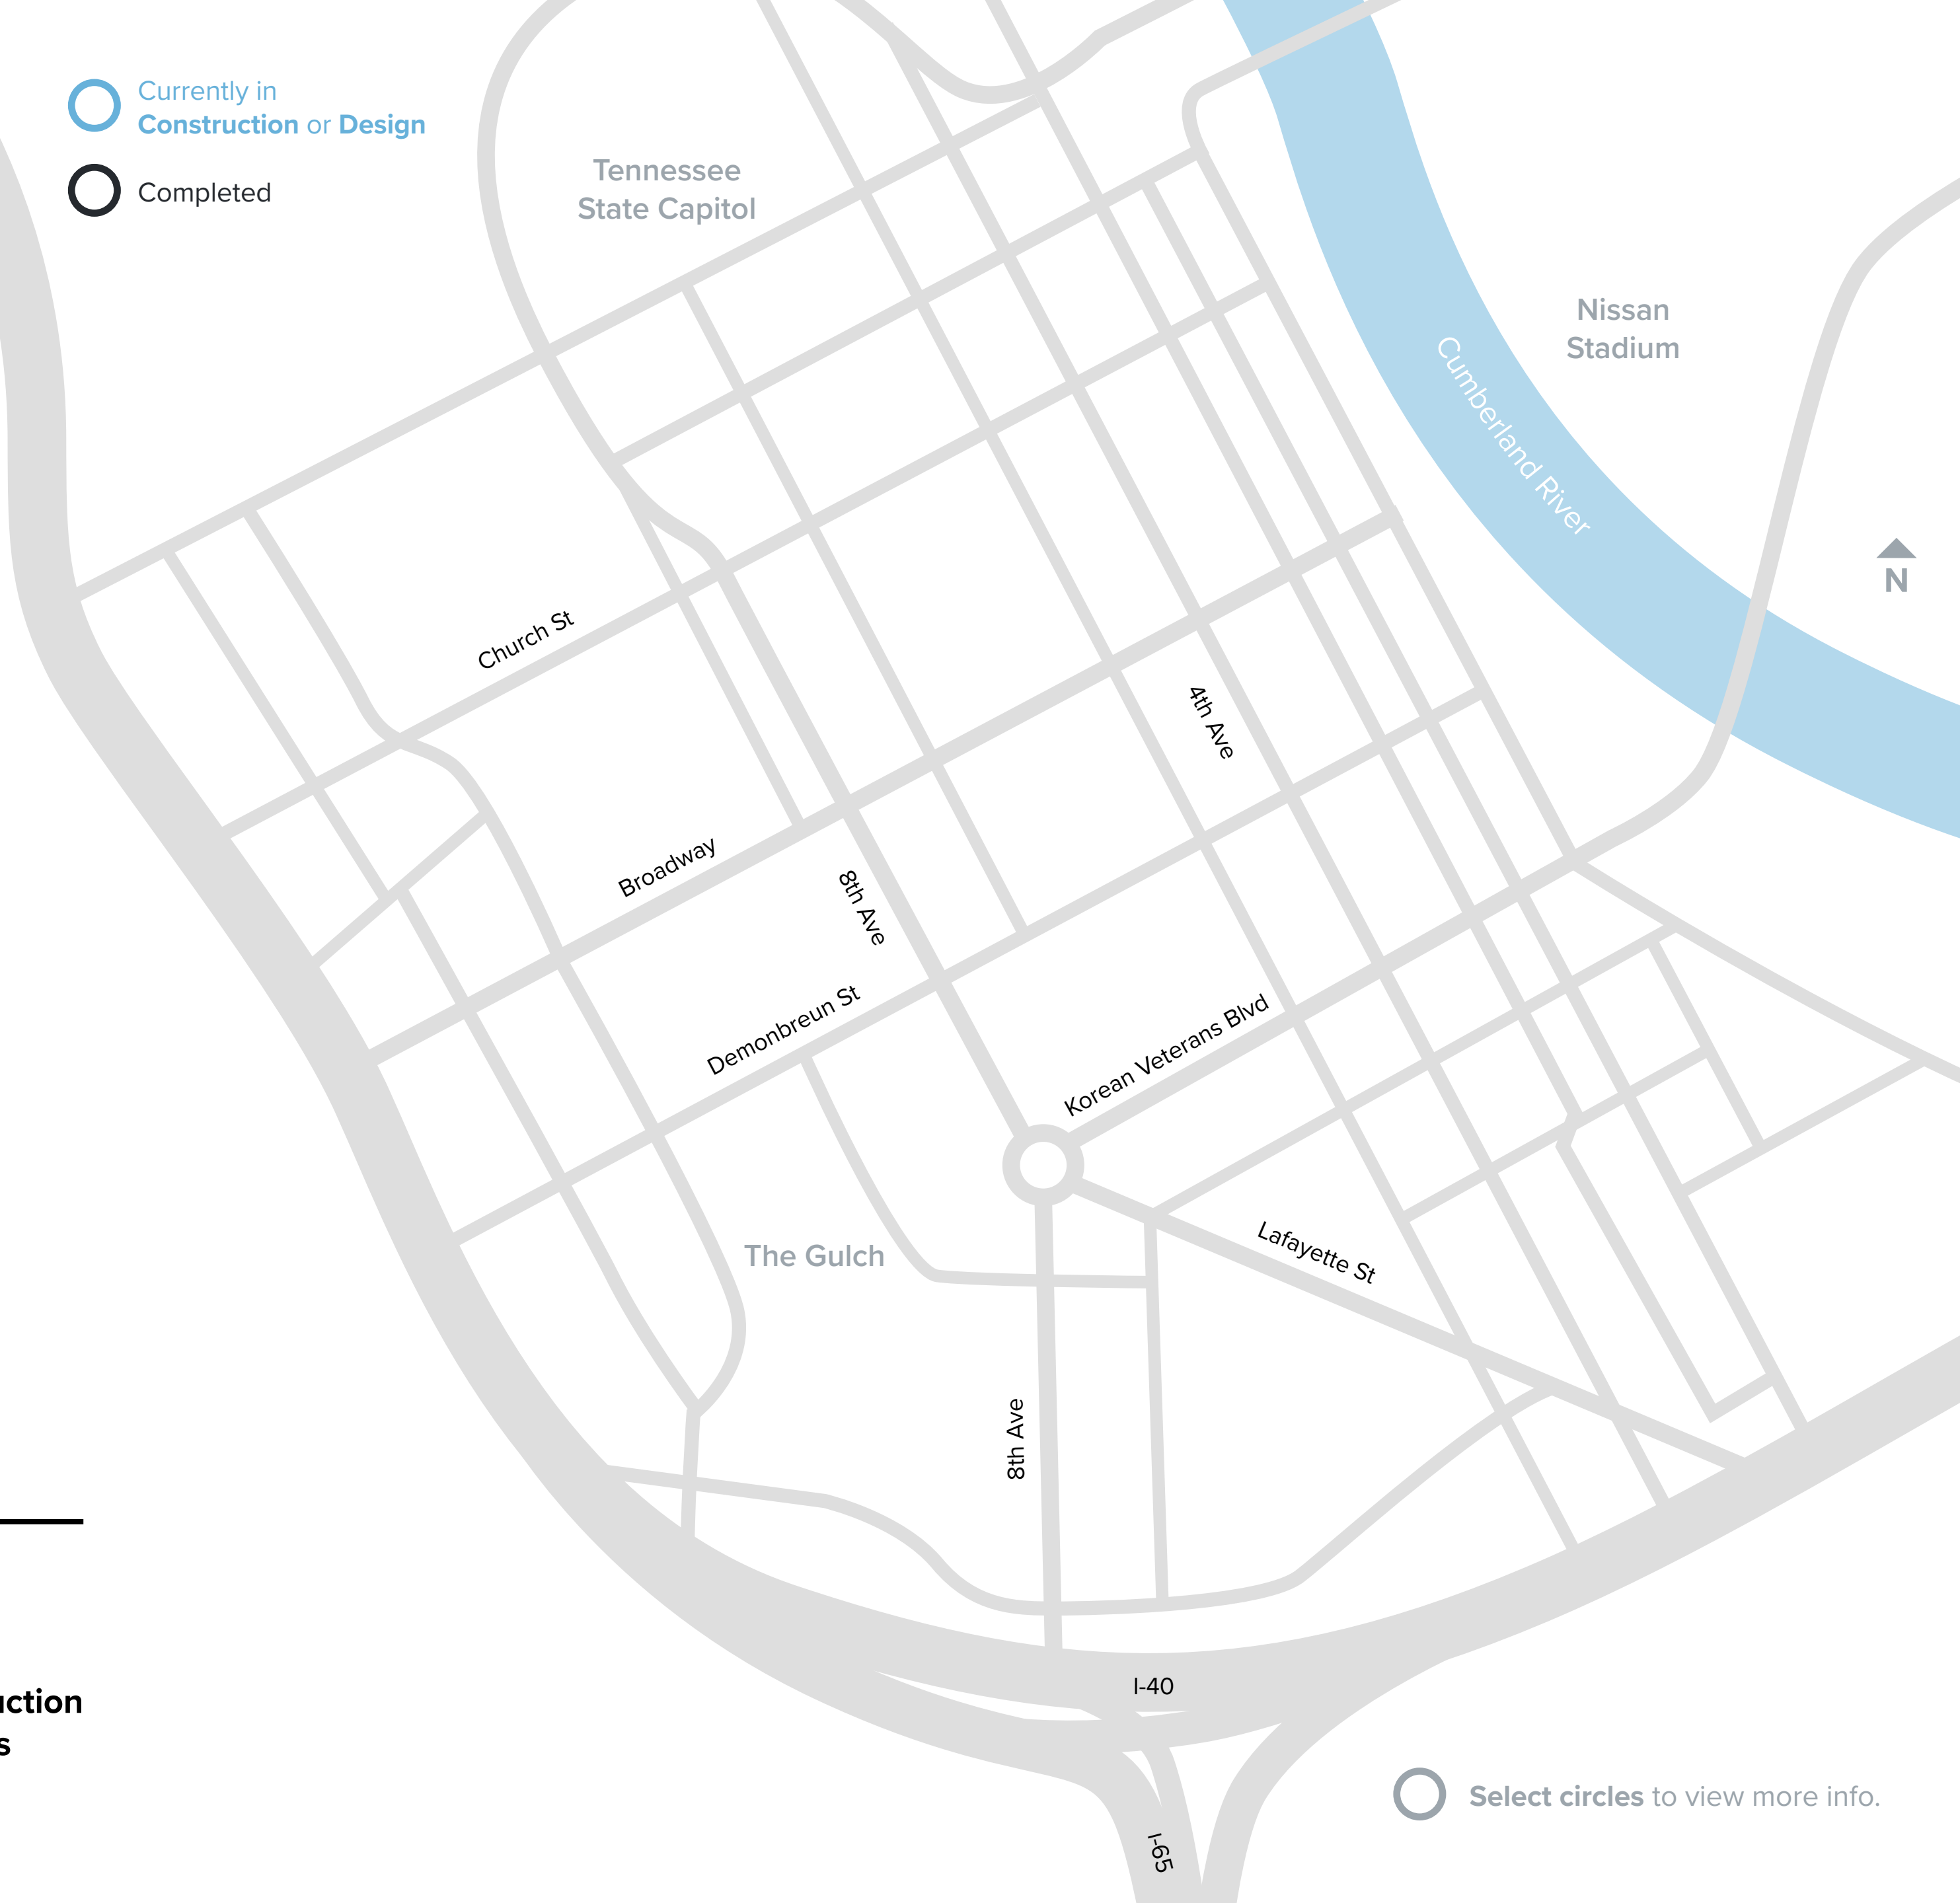 Currently in
Construction or Design
Completed
Tennessee
State Capitol
Nissan
Stadium
Cumberland River
N
Church St
4th Ave
Broadway
8th Ave
Demonbreun St
Korean Veterans Blvd
The Gulch
Lafayette St
8th Ave
I-40
I-65
uction
s
Select circles to view more info.